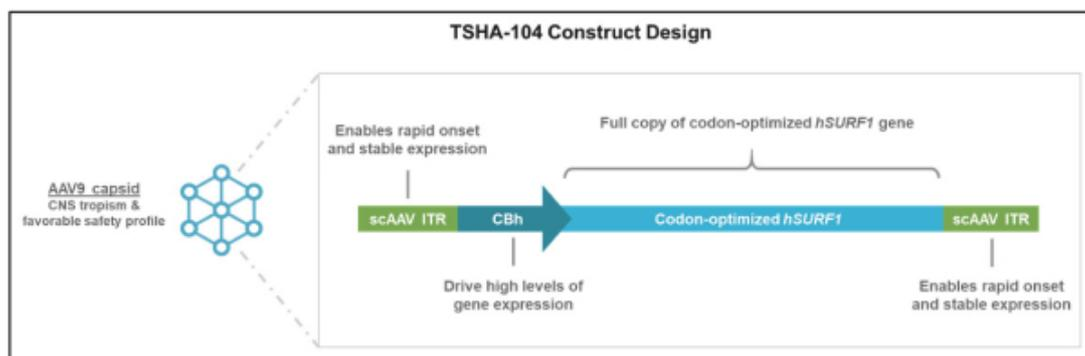 TSHA-104 Construct Design
Enables rapid onset
and stable expression
Full copy of codon-optimized hSURF1 gene
AAV9 capsid
CNS tropism &
favorable safety profile
scAAV ITR
CBh
Codon-optimized hSURF1
scAAV ITR
Drive high levels of
gene expression
Enables rapid onset
and stable expression